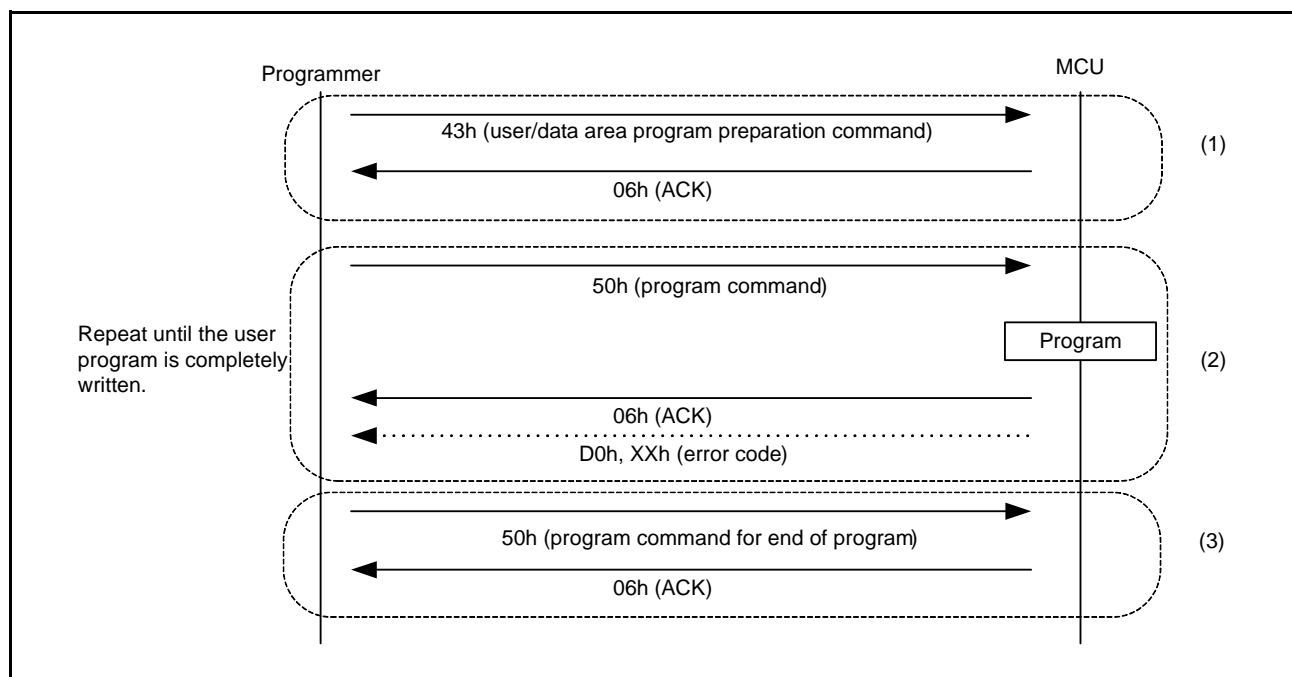 Programmer
MCU
43h (user/data area program preparation command)
(1)
06h (ACK)
50h (program command)
Repeat until the user
program is completely
written.
Program
(2)
06h (ACK)
D0h, XXh (error code)
50h (program command for end of program)
(3)
06h (ACK)